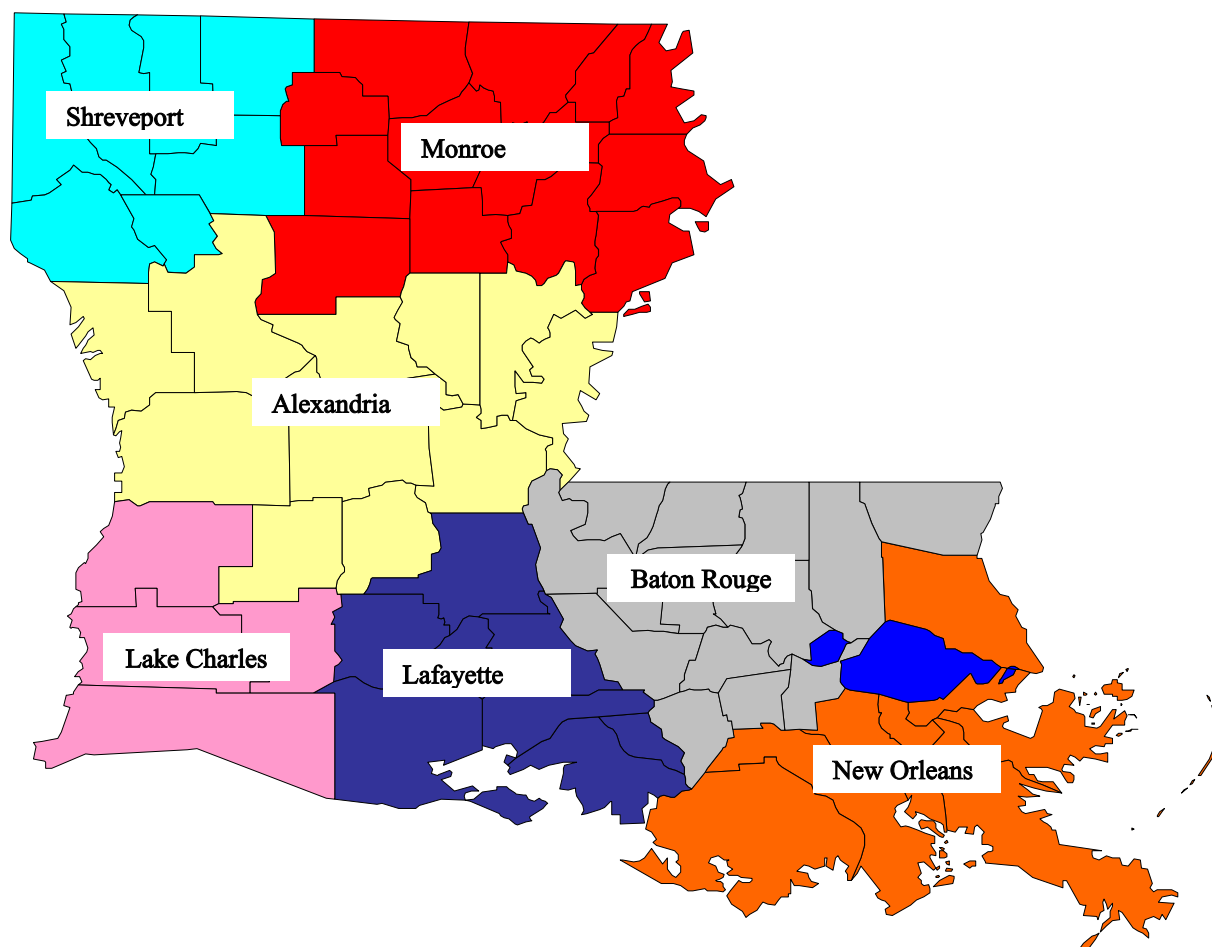 Shreveport
Monroe
Alexandria
Baton Rouge
Lake Charles
Lafayette
New Orleans